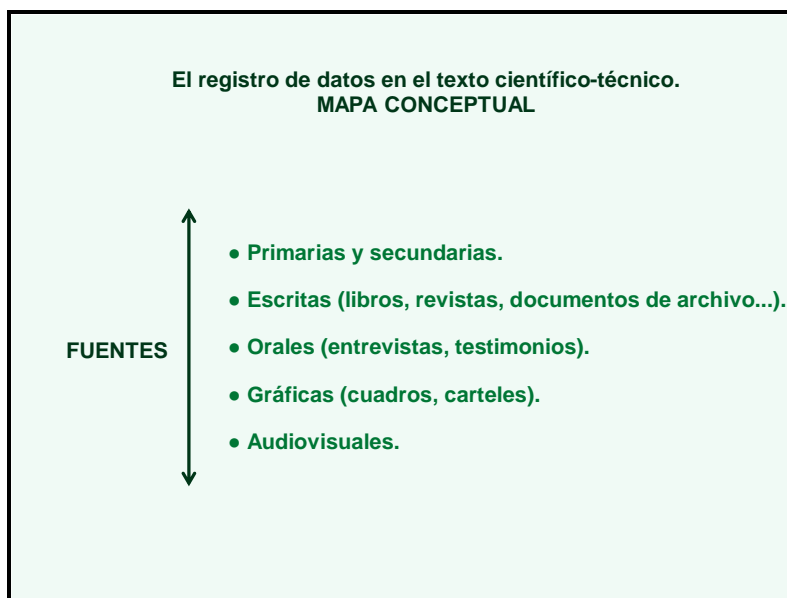 El registro de datos en el texto científico-técnico.
MAPA CONCEPTUAL
FUENTES
● Primarias y secundarias.
● Escritas (libros, revistas, documentos de archivo...).
● Orales (entrevistas, testimonios).
● Gráficas (cuadros, carteles).
● Audiovisuales.